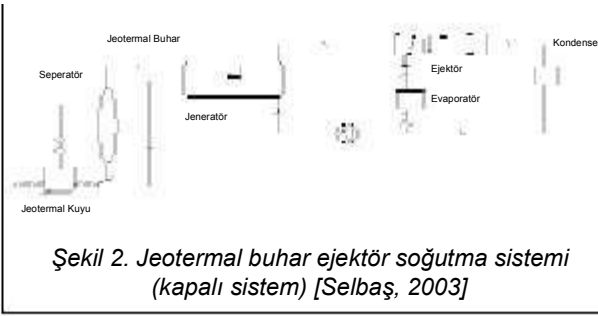 Jeotermal Buhar
Kondense
Seperatör
Ejektör
Evaporatör
Jeneratör
Jeotermal Kuyu
Şekil 2. Jeotermal buhar ejektör soğutma sistemi
(kapalı sistem) [Selbaş, 2003]